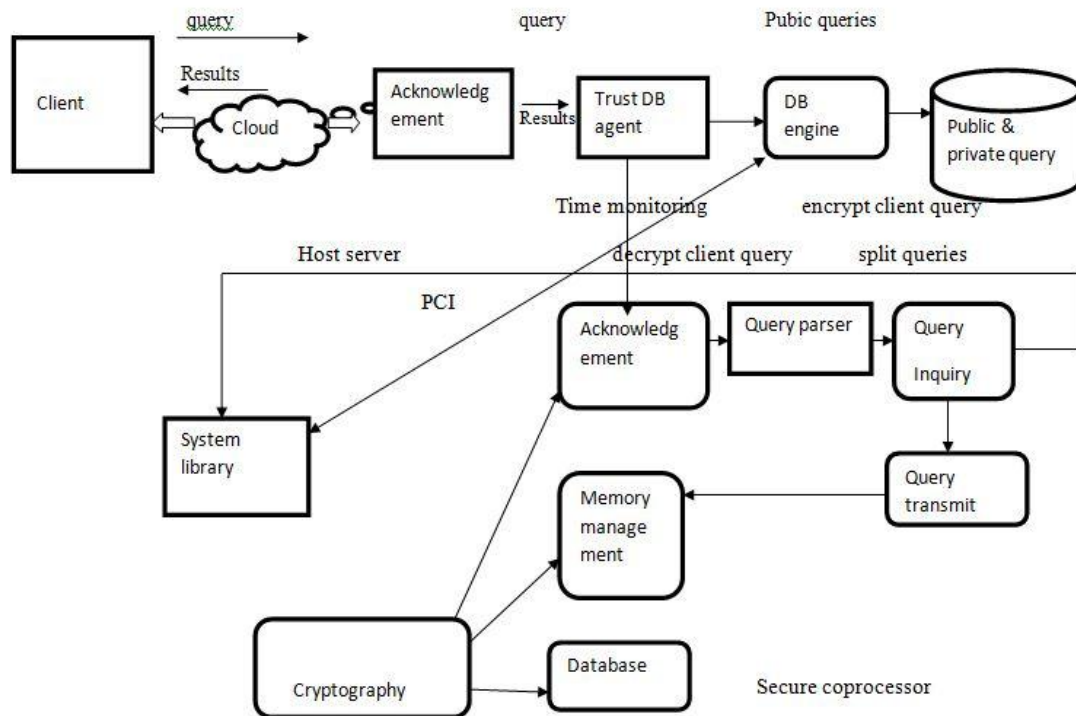 query
query
Pubic queries
Results
Client
Cloud
Acknowledg
ement
Results
Trust DB
agent
DB
engine
Public &
private query
Time monitoring
encrypt client query
Host server
decrypt client query
split queries
PCI
Acknowledg
ement
Query parser
Query
Inquiry
System
library
Query
transmit
Memory
manage
ment
Cryptography
Database
Secure coprocessor